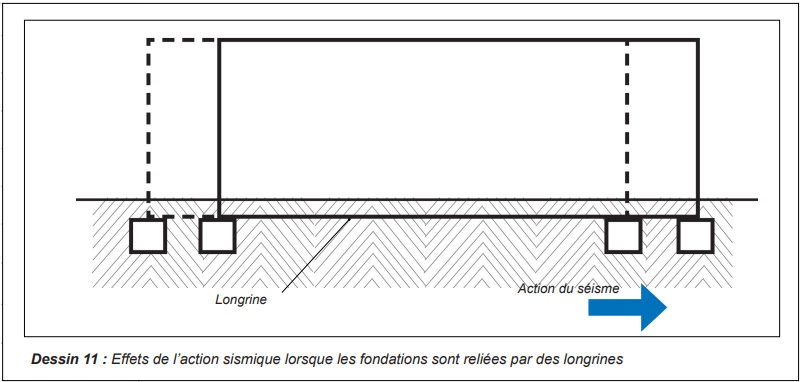 Longrine
Action du séisme
Dessin 11 : Effets de l'action sismique lorsque les fondations sont reliées par des longrines